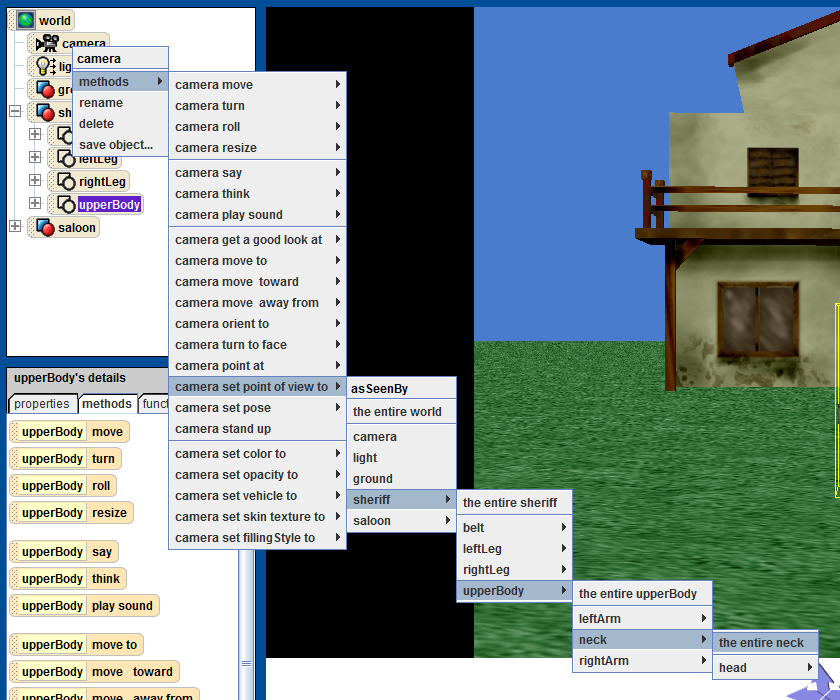 world
camera
camera
lig
methods
rename
gr
delete
sh
save object...
leftLeg
rightLeg
upperBody
saloon
camera move
camera turn
camera roll
camera resize
camera say
camera think
camera play sound
camera get a good look at
camera move to
camera move toward
camera move away from
camera orient to
camera turn to face
camera point at
camera set point of view to
camera set pose
camera stand up
camera set color to
camera set opacity to
camera set vehicle to
camera set skin texture to
camera set fillingStyle to
asSeenBy
the entire world
camera
light
ground
sheriff
saloon
the entire sheriff
belt
leftLeg
rightLeg
upperBody
the entire upperBody
leftArm
neck
rightArm
the entire neck
head
upperBody's details
properties methods funct
upperBody move
upperBody turn
upperBody roll
upperBody resize
upperBody say
upperBody think
upperBody play sound
upperBody move to
upperBody move toward
upperBody move away from